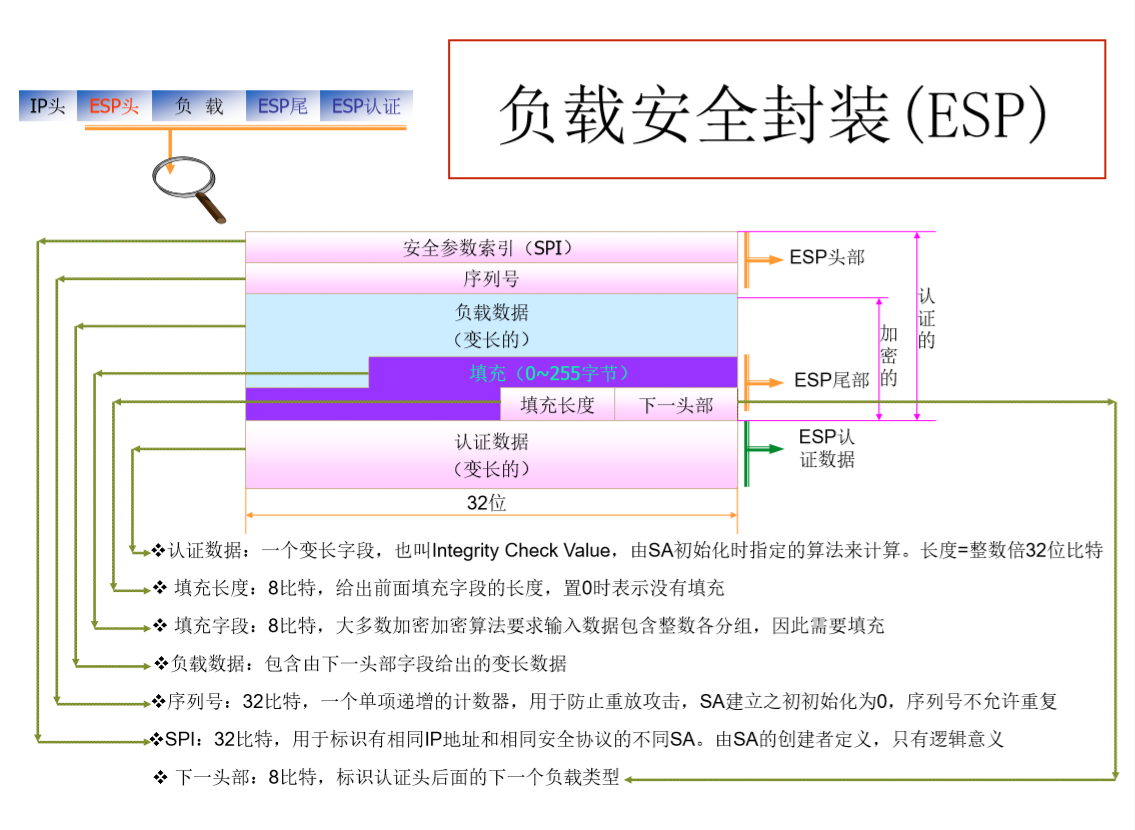 负载安全封装(ESP)
IP头 ESP头 负 载 ESP尾 ESP认证
安全参数索引（SPI）
序列号
负载数据
（变长的）
填充（0~255字节）
填充长度 下一头部
认证数据
（变长的）
32位
ESP头部
ESP尾部
加密的
认证的
ESP认
证数据
❖认证数据：一个变长字段，也叫Integrity Check Value，由SA初始化时指定的算法来计算。长度=整数倍32位比特
❖ 填充长度：8比特，给出前面填充字段的长度，置0时表示没有填充
❖ 填充字段：8比特，大多数加密加密算法要求输入数据包含整数各分组，因此需要填充
❖负载数据：包含由下一头部字段给出的变长数据
❖序列号：32比特，一个单项递增的计数器，用于防止重放攻击，SA建立之初初始化为0，序列号不允许重复
❖SPI：32比特，用于标识有相同IP地址和相同安全协议的不同SA。由SA的创建者定义，只有逻辑意义
❖ 下一头部：8比特，标识认证头后面的下一个负载类型